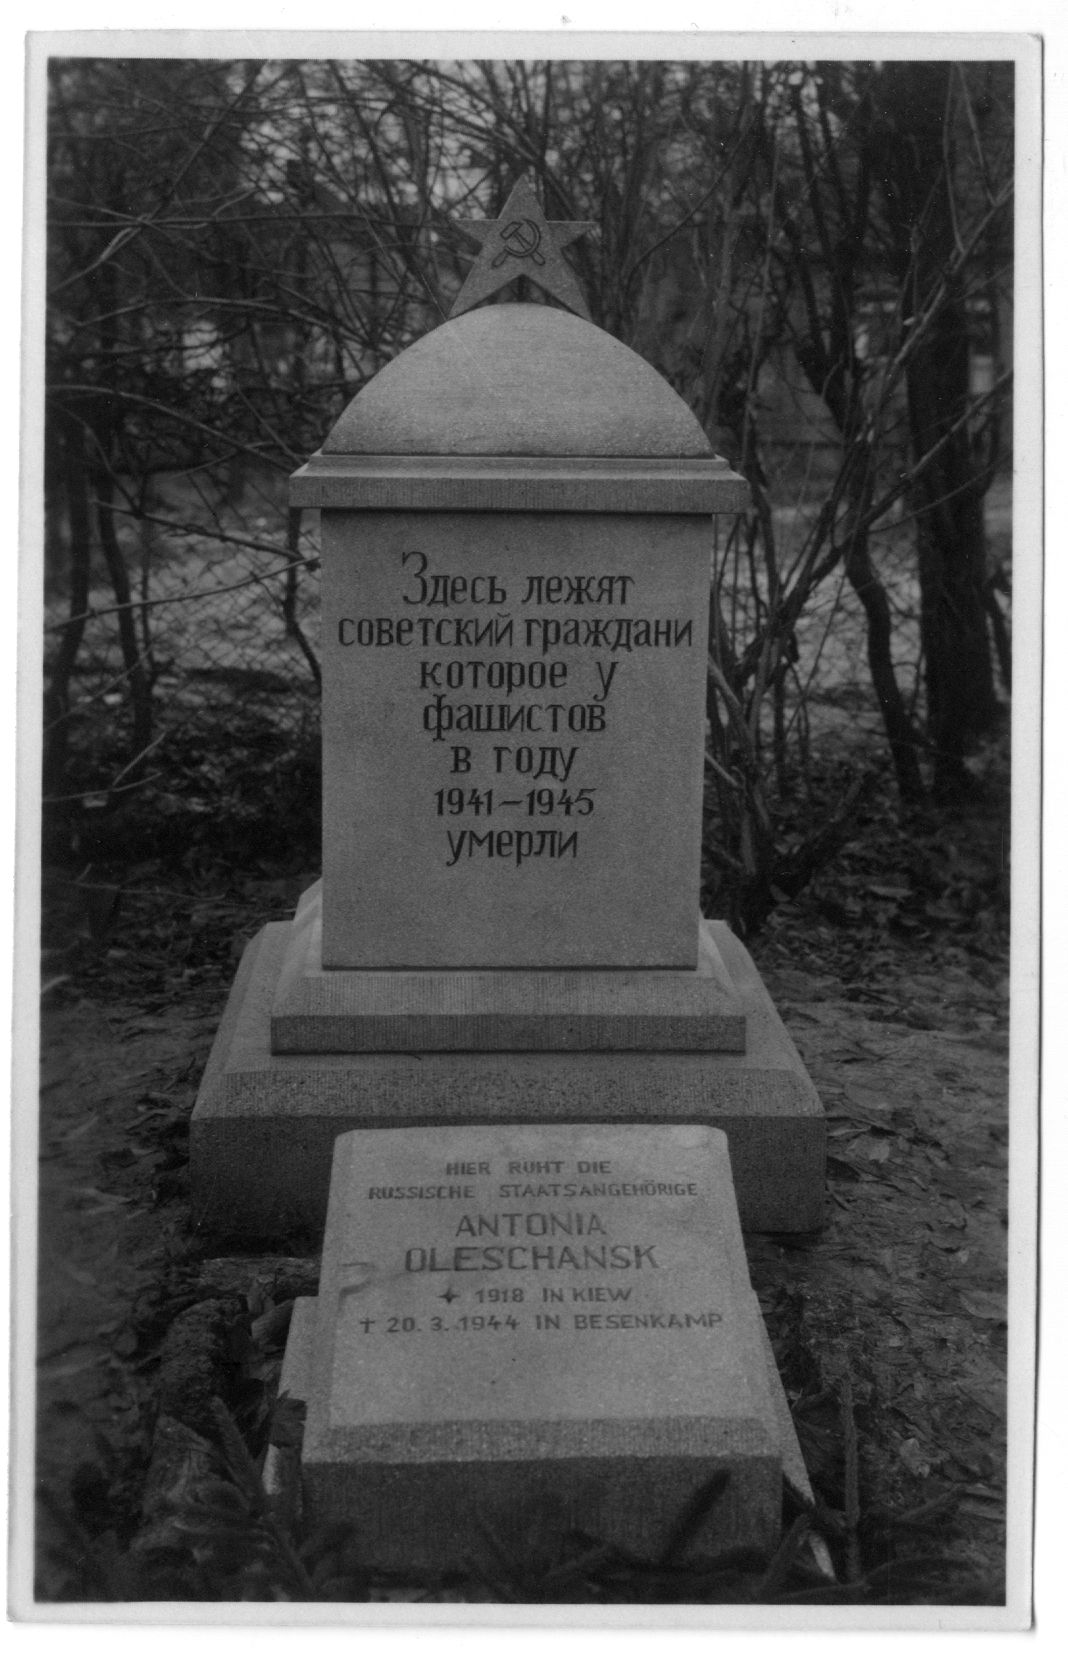 Здесь лежят
советский граждани
которое у
фашистов
в году
1941–1945
умерли
HIER RUHT DIE
RUSSISCHE STAATSANGEHÖRIGE
ANTONIA
OLESCHANSK
✦ 1918 IN KIEW
† 20.3.1944 IN BESENKAMP